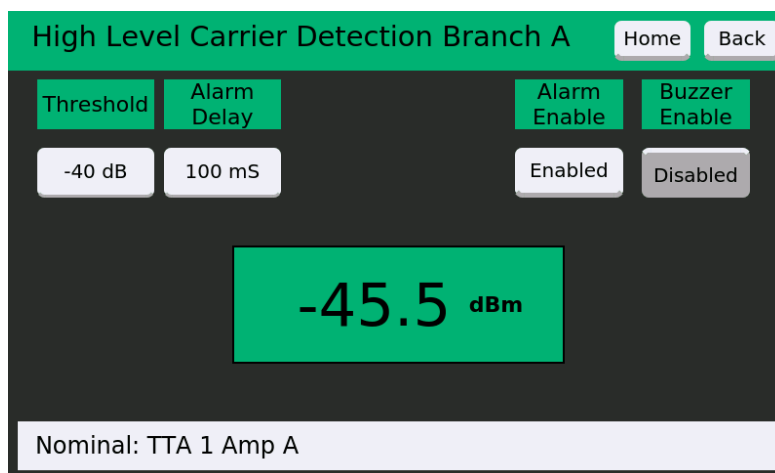 High Level Carrier Detection Branch A
Home
Back
Threshold
Alarm
Delay
Alarm
Enable
Buzzer
Enable
-40 dB
100 mS
Enabled
Disabled
-45.5 dBm
Nominal: TTA 1 Amp A